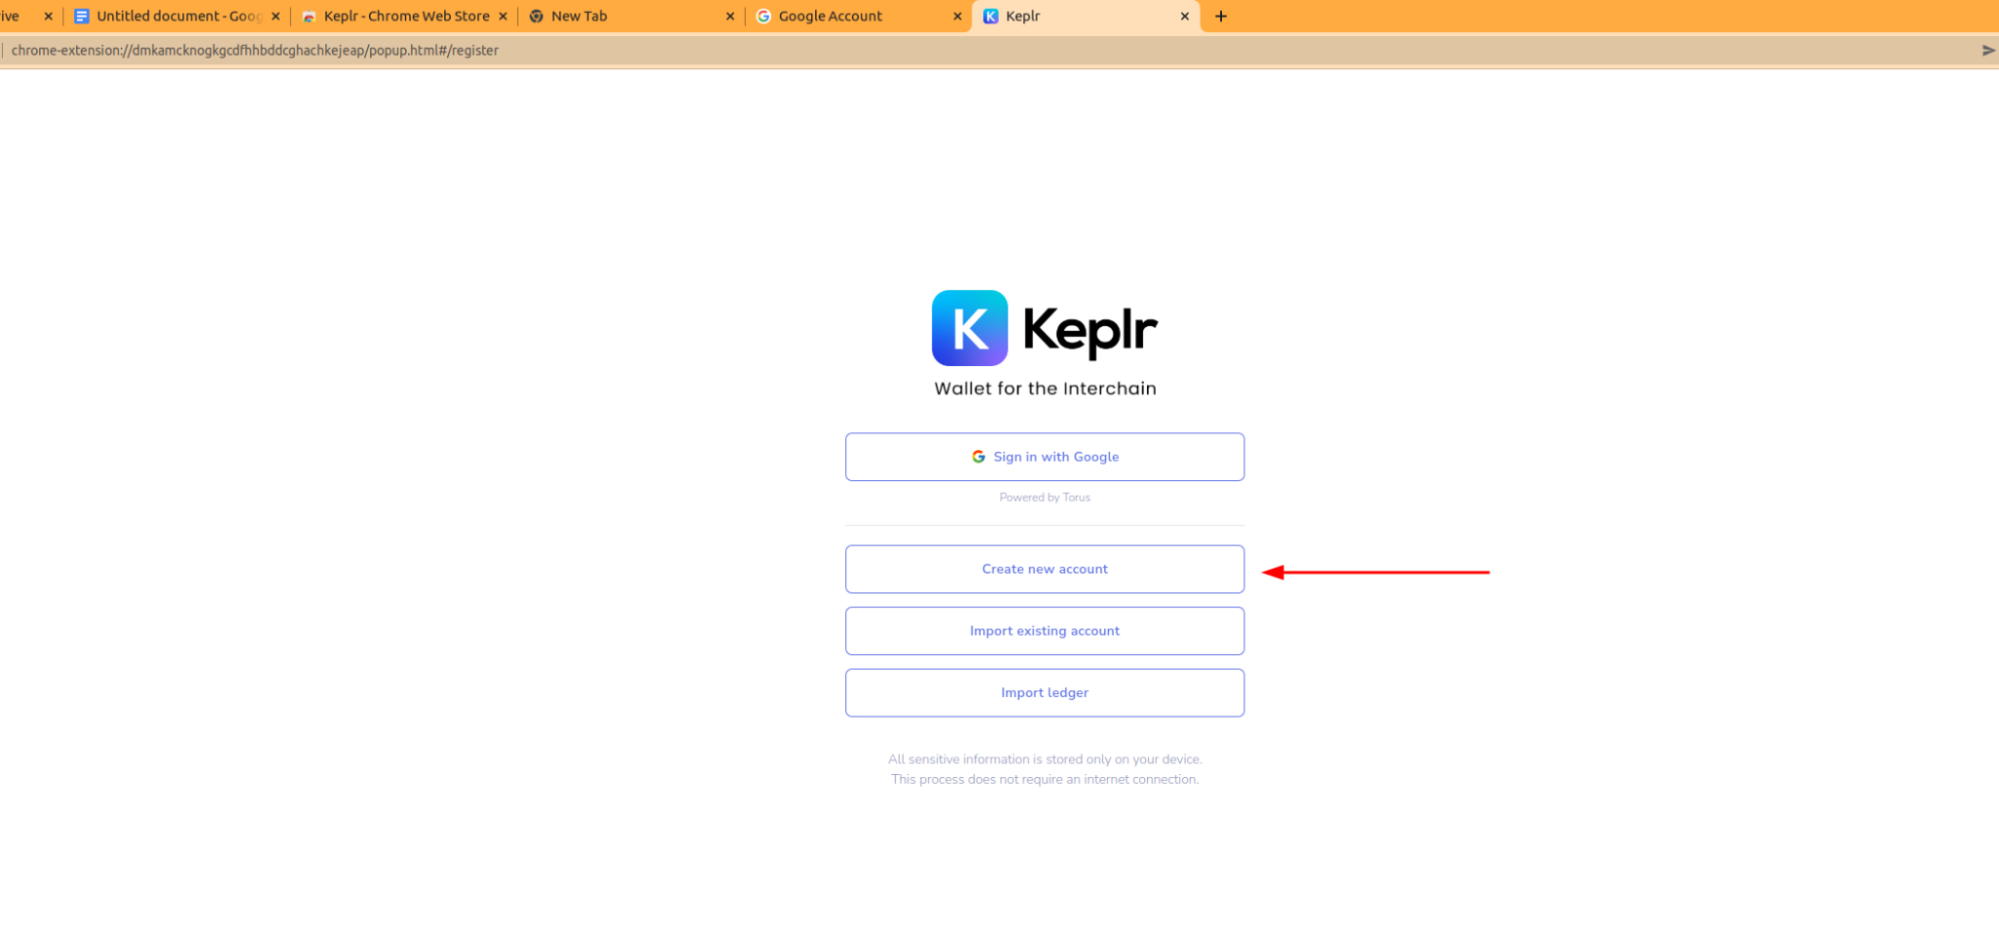 ive
Untitled document - Goog
Keplr - Chrome Web Store
New Tab
Google Account
Keplr
chrome-extension://dmkamcknogkgcdfhhbddcghachkejeap/popup.html#/register
K Keplr
Wallet for the Interchain
Sign in with Google
Powered by Torus
Create new account
Import existing account
Import ledger
All sensitive information is stored only on your device.
This process does not require an internet connection.